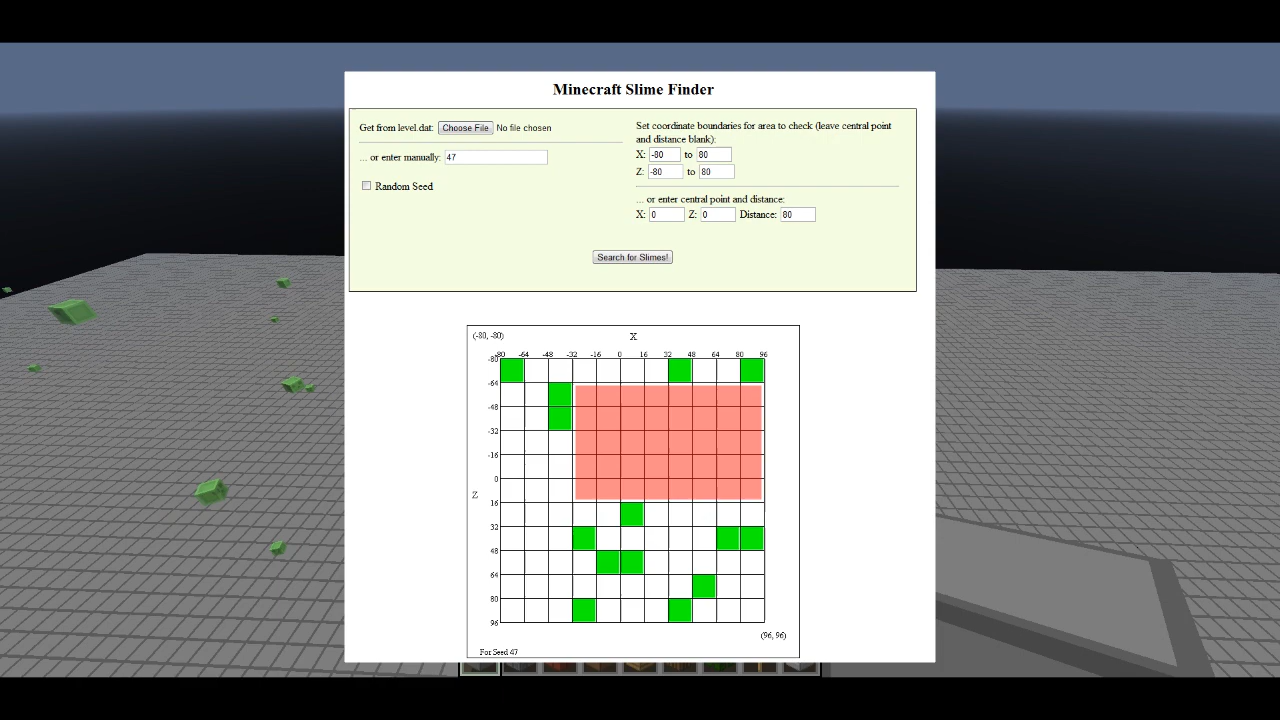 Minecraft Slime Finder
Get from level.dat: Choose File No file chosen
... or enter manually: 47
Random Seed
Set coordinate boundaries for area to check (leave central point
and distance blank):
X: -80 to 80
Z: -80 to 80
... or enter central point and distance:
X: 0 Z: 0 Distance: 80
Search for Slimes!
(-80, -80) X
-80 -64 -48 -32 -16 0 16 32 48 64 80 96
-80
-64
-48
-32
-16
0
Z
16
32
48
64
80
96
(96, 96)
For Seed 47